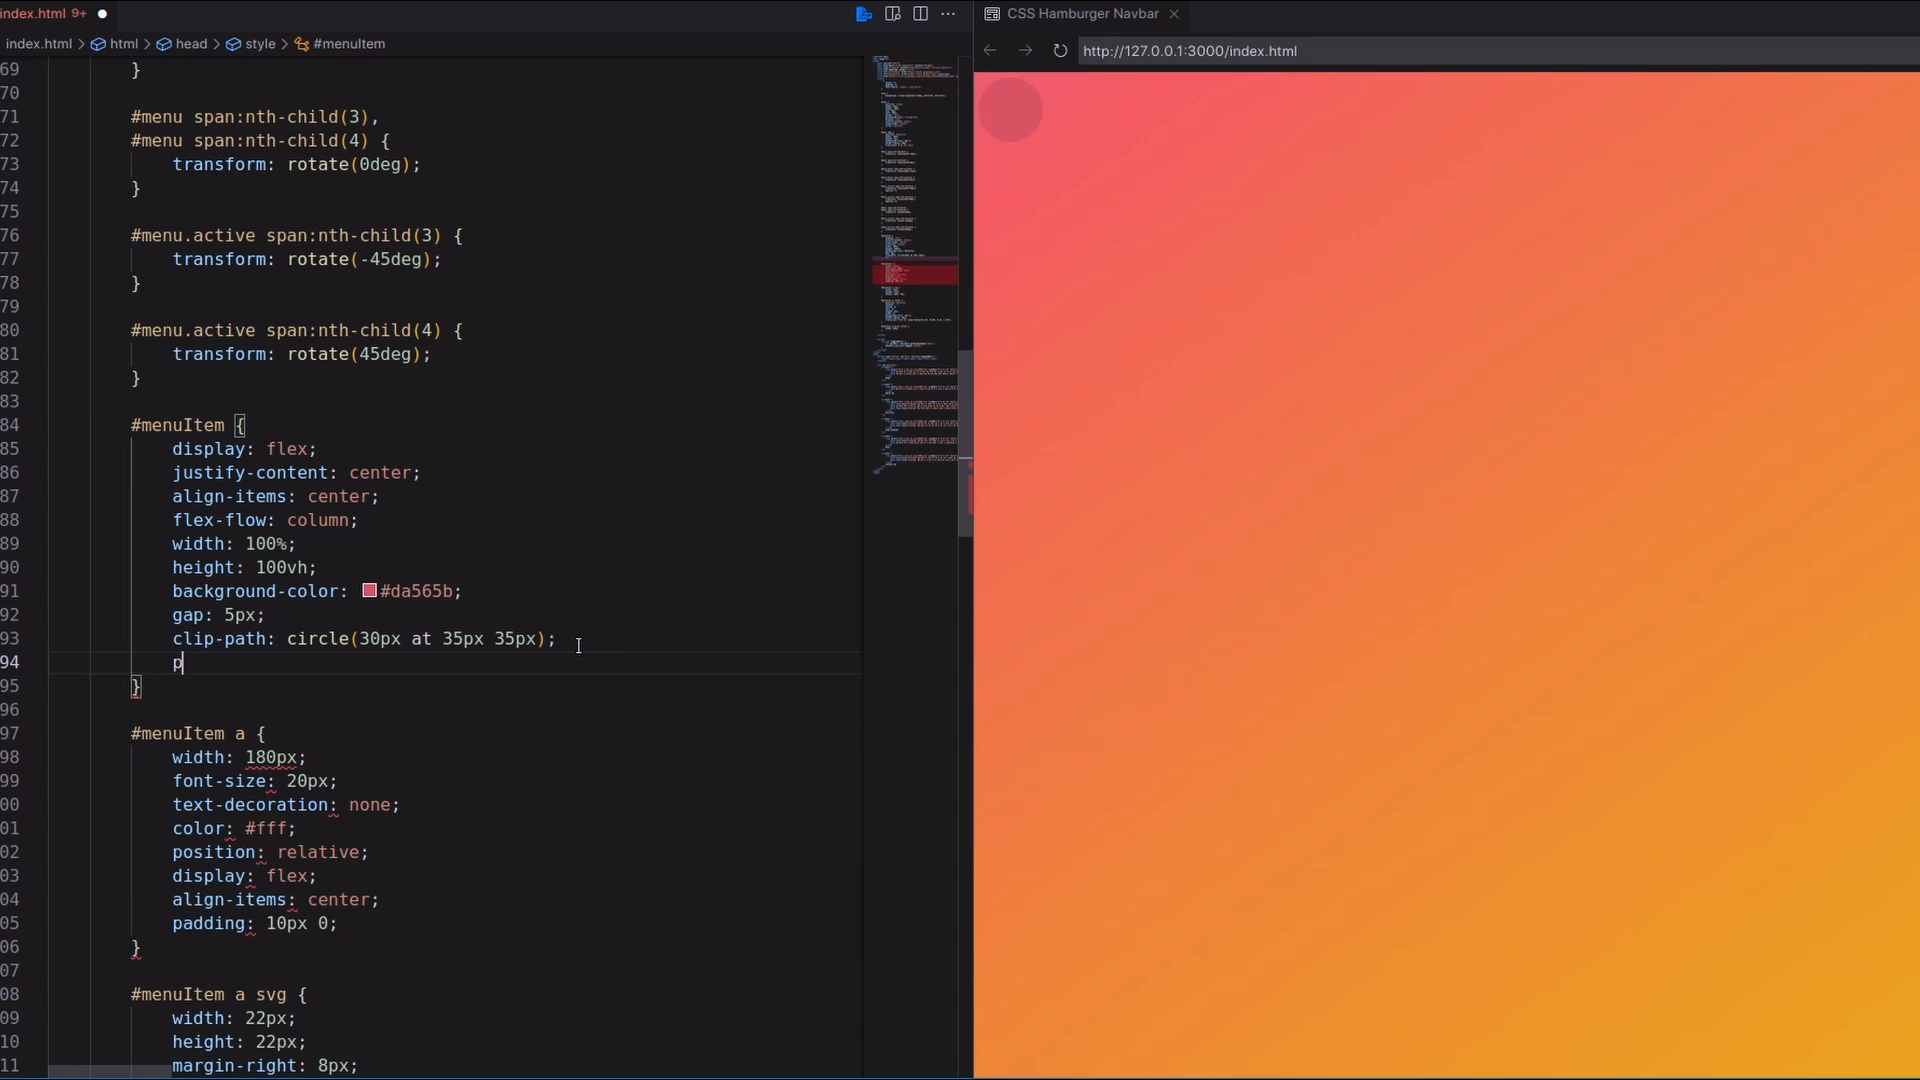 index.html 9+
CSS Hamburger Navbar
index.html > html > head > style > #menuItem
http://127.0.0.1:3000/index.html
69 }
70
71 #menu span:nth-child(3),
72 #menu span:nth-child(4) {
73 transform: rotate(0deg);
74 }
75
76 #menu.active span:nth-child(3) {
77 transform: rotate(-45deg);
78 }
79
80 #menu.active span:nth-child(4) {
81 transform: rotate(45deg);
82 }
83
84 #menuItem {
85 display: flex;
86 justify-content: center;
87 align-items: center;
88 flex-flow: column;
89 width: 100%;
90 height: 100vh;
91 background-color: #da565b;
92 gap: 5px;
93 clip-path: circle(30px at 35px 35px);
94 p
95 }
96
97 #menuItem a {
98 width: 180px;
99 font-size: 20px;
00 text-decoration: none;
01 color: #fff;
02 position: relative;
03 display: flex;
04 align-items: center;
05 padding: 10px 0;
06 }
07
08 #menuItem a svg {
09 width: 22px;
10 height: 22px;
11 margin-right: 8px;